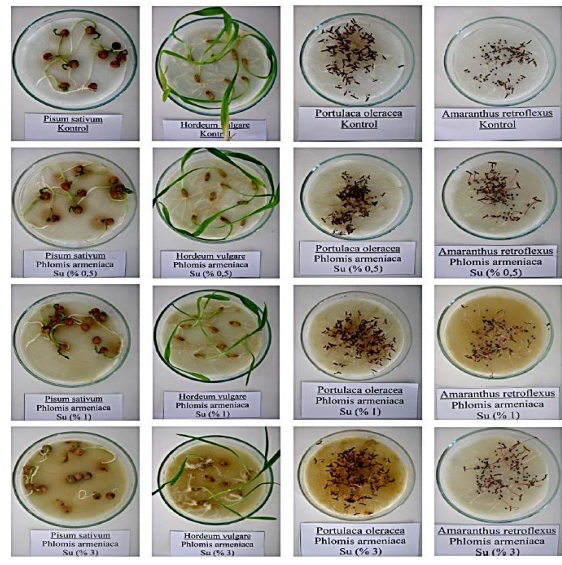 Pisum sativum
Kontrol
Hordeum vulgare
Kontrol
Portulaca oleracea
Kontrol
Amaranthus retroflexus
Kontrol
Pisum sativum
Phlomis armeniaca
Su (% 0,5)
Hordeum vulgare
Phlomis armeniaca
Su (% 0,5)
Portulaca oleracea
Phlomis armeniaca
Su (% 0,5)
Amaranthus retroflexus
Phlomis armeniaca
Su (% 0,5)
Pisum sativum
Phlomis armeniaca
Su (% 1)
Hordeum vulgare
Phlomis armeniaca
Su (% 1)
Portulaca oleracea
Phlomis armeniaca
Su (% 1)
Amaranthus retroflexus
Phlomis armeniaca
Su (% 1)
Pisum sativum
Phlomis armeniaca
Su (% 3)
Hordeum vulgare
Phlomis armeniaca
Su (% 3)
Portulaca oleracea
Phlomis armeniaca
Su (% 3)
Amaranthus retroflexus
Phlomis armeniaca
Su (% 3)